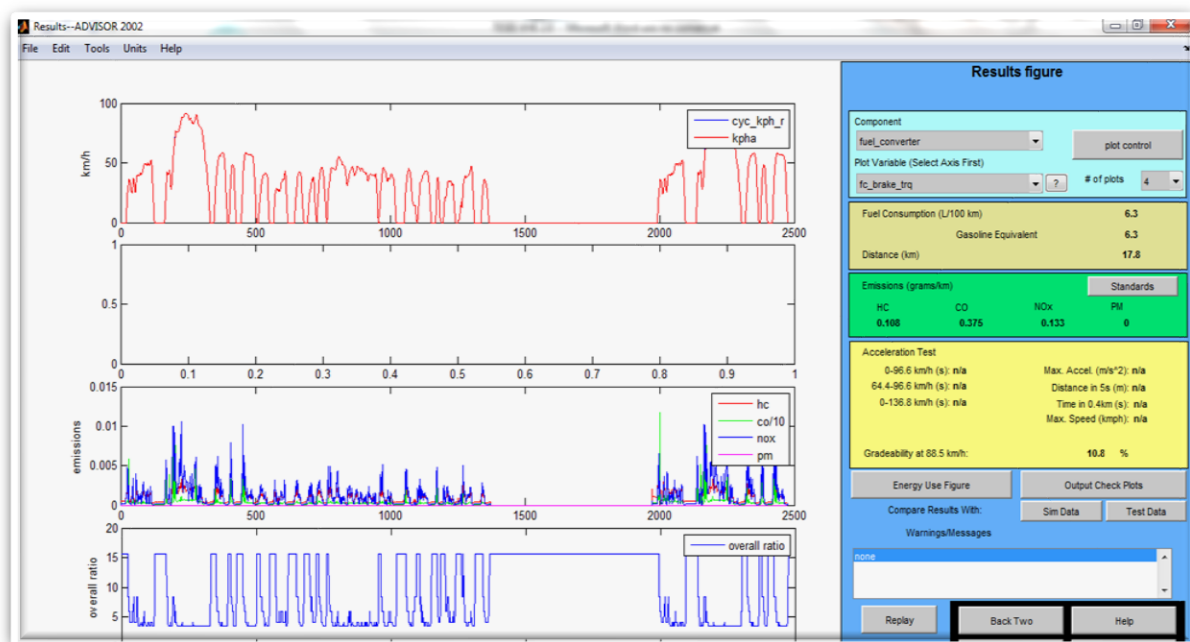 Results--ADVISOR 2002
File Edit Tools Units Help
100
50
0
km/h
cyc_kph_r
kpha
0 500 1000 1500 2000 2500
1
0.5
0
0 0.1 0.2 0.3 0.4 0.5 0.6 0.7 0.8 0.9 1
0.015
0.01
0.005
0
emissions
hc
co/10
nox
pm
0 500 1000 1500 2000 2500
20
15
10
5
overall ratio
overall ratio
Results figure
Component
fuel_converter
plot control
Plot Variable (Select Axis First)
fc_brake_trq
?
# of plots
4
Fuel Consumption (L/100 km) 6.3
Gasoline Equivalent 6.3
Distance (km) 17.8
Emissions (grams/km)
Standards
HC CO NOx PM
0.108 0.375 0.133 0
Acceleration Test
0-96.6 km/h (s): n/a
64.4-96.6 km/h (s): n/a
0-136.8 km/h (s): n/a
Max. Accel. (m/s^2): n/a
Distance in 5s (m): n/a
Time in 0.4km (s): n/a
Max. Speed (kmph): n/a
Gradeability at 88.5 km/h: 10.8 %
Energy Use Figure
Output Check Plots
Compare Results With:
Sim Data
Test Data
Warnings/Messages
none
Replay
Back Two
Help